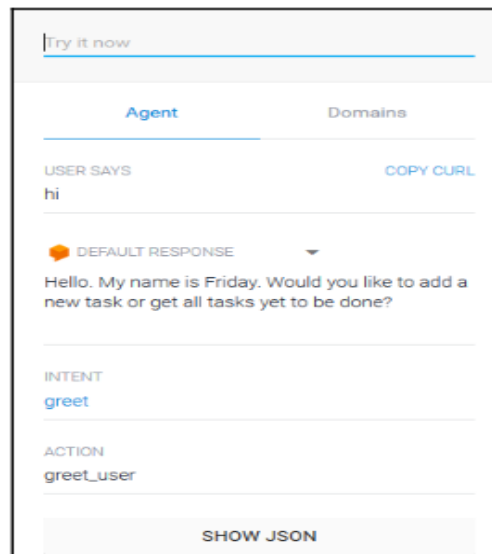 Try it now
Agent Domains
USER SAYS COPY CURL
hi
DEFAULT RESPONSE
Hello. My name is Friday. Would you like to add a
new task or get all tasks yet to be done?
INTENT
greet
ACTION
greet_user
SHOW JSON